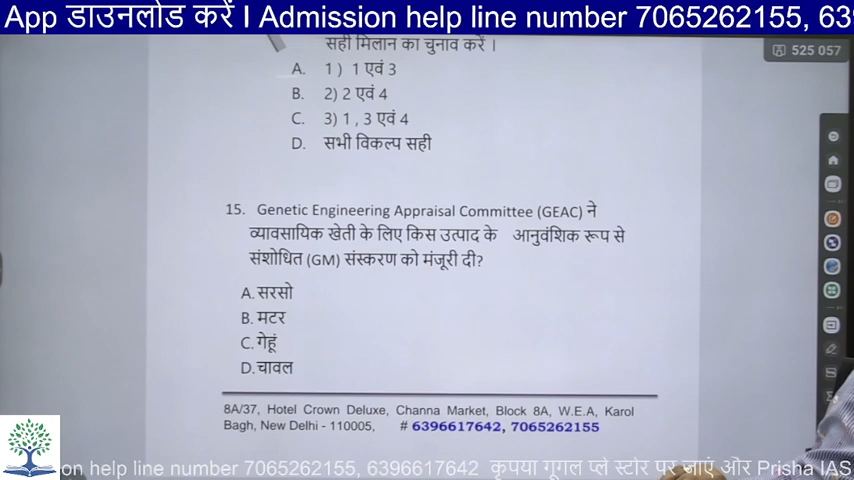 App डाउनलोड करें I Admission help line number 7065262155, 639
525 057
सही मिलान का चुनाव करें ।
A. 1 ) 1 एवं 3
B. 2) 2 एवं 4
C. 3) 1 , 3 एवं 4
D. सभी विकल्प सही
15. Genetic Engineering Appraisal Committee (GEAC) ने
व्यावसायिक खेती के लिए किस उत्पाद के आनुवंशिक रूप से
संशोधित (GM) संस्करण को मंजूरी दी?
A. सरसो
B. मटर
C. गेहूं
D. चावल
8A/37, Hotel Crown Deluxe, Channa Market, Block 8A, W.E.A, Karol
Bagh, New Delhi - 110005, # 6396617642, 7065262155
on help line number 7065262155, 6396617642 कृपया गूगल प्ले स्टोर पर जाएं और Prisha IAS